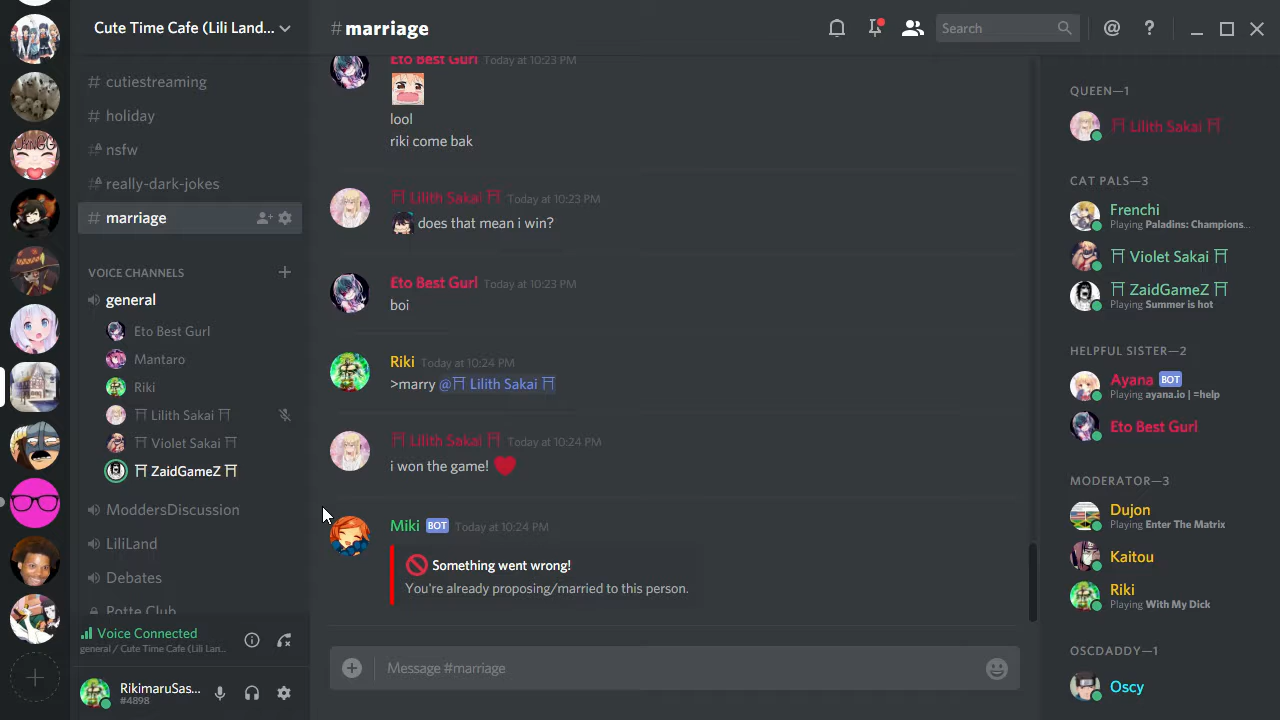 Cute Time Cafe (Lili Land...
# cutiestreaming
# holiday
# nsfw
# really-dark-jokes
# marriage
VOICE CHANNELS
general
Eto Best Gurl
Mantaro
Riki
⛩ Lilith Sakai ⛩
⛩ Violet Sakai ⛩
⛩ ZaidGameZ ⛩
ModdersDiscussion
LiliLand
Debates
Potte Club
Voice Connected
general / Cute Time Cafe (Lili Lan..
RikimaruSas...
#4898
#marriage
Search
Eto Best Gurl Today at 10:23 PM
lool
riki come bak
⛩ Lilith Sakai ⛩ Today at 10:23 PM
does that mean i win?
Eto Best Gurl Today at 10:23 PM
boi
Riki Today at 10:24 PM
>marry @⛩ Lilith Sakai ⛩
⛩ Lilith Sakai ⛩ Today at 10:24 PM
i won the game! ❤
Miki BOT Today at 10:24 PM
🚫 Something went wrong!
You're already proposing/married to this person.
Message #marriage
QUEEN—1
⛩ Lilith Sakai ⛩
CAT PALS—3
Frenchi
Playing Paladins: Champions...
⛩ Violet Sakai ⛩
⛩ ZaidGameZ ⛩
Playing Summer is hot
HELPFUL SISTER—2
Ayana BOT
Playing ayana.io | =help
Eto Best Gurl
MODERATOR—3
Dujon
Playing Enter The Matrix
Kaitou
Riki
Playing With My Dick
OSCDADDY—1
Oscy